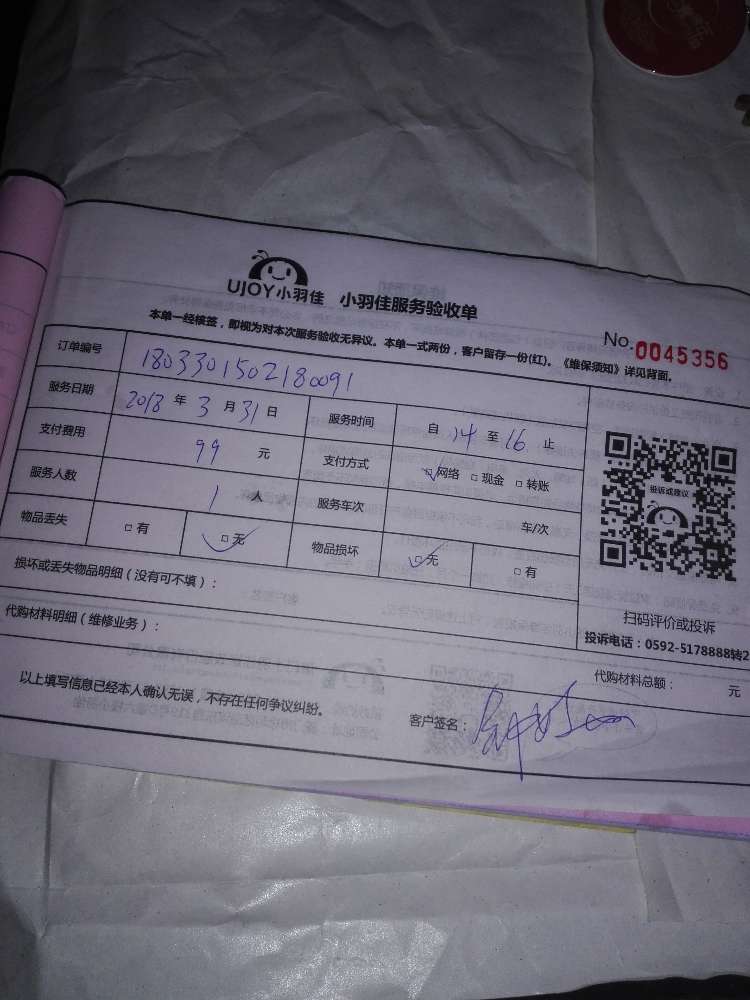 UJOY小羽佳 小羽佳服务验收单
No.0045356
本单一经核签，即视为对本次服务验收无异议。本单一式两份，客户留存一份(红)。《维保须知》详见背面。
订单编号 1803301502180091
服务日期 2018 年 3 月 31 日 服务时间 自 14 至 16 止
支付费用 99 元 支付方式 ☑网络 □现金 □转账
服务人数 1 人 服务车次 车/次
物品丢失 □有 ☑无 物品损坏 ☑无 □有
损坏或丢失物品明细（没有可不填）：
投诉或建议
扫码评价或投诉
投诉电话：0592-5178888转2
代购材料明细（维修业务）：
代购材料总额： 元
以上填写信息已经本人确认无误，不存在任何争议纠纷。 客户签名：